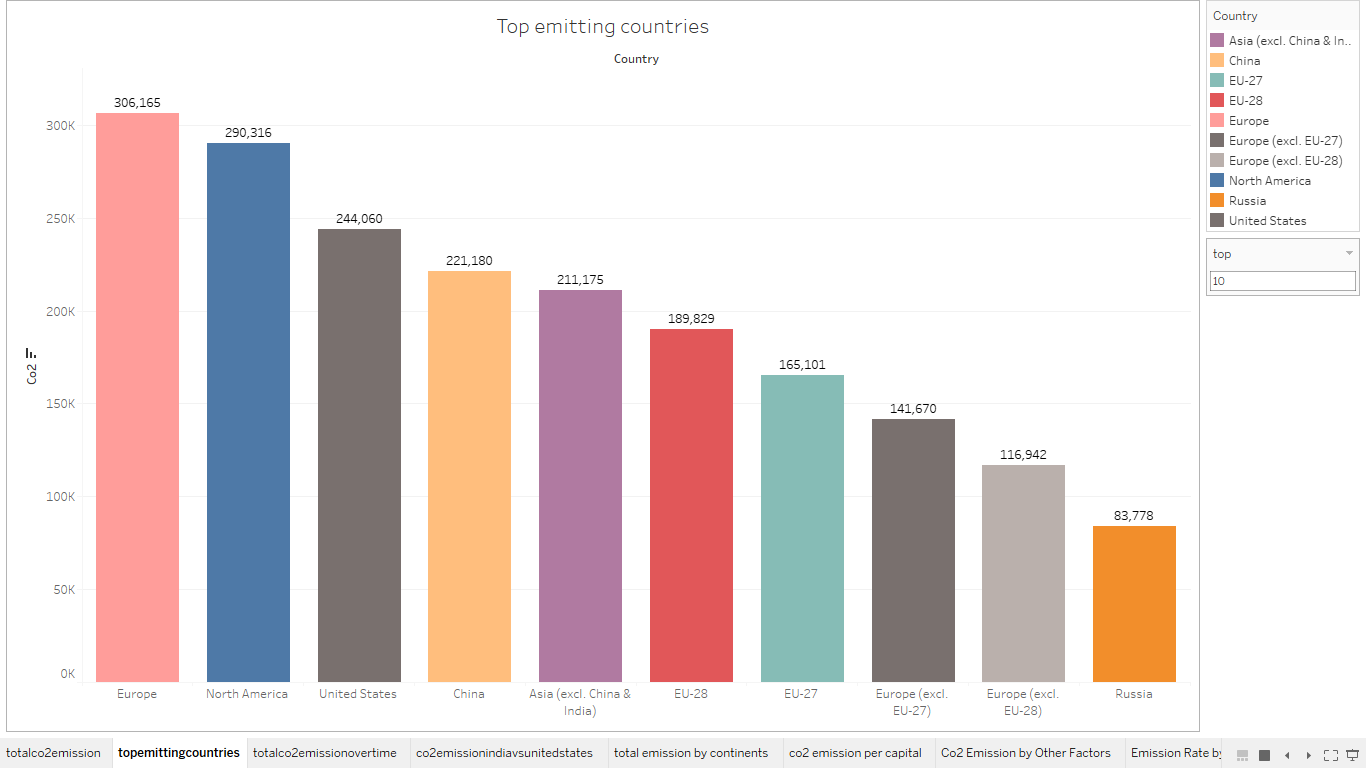 Top emitting countries
Country
306,165
290,316
244,060
221,180
211,175
189,829
165,101
141,670
116,942
83,778
300K
250K
200K
150K
100K
50K
0K
Co2
Europe
North America
United States
China
Asia (excl. China &
India)
EU-28
EU-27
Europe (excl.
EU-27)
Europe (excl.
EU-28)
Russia
Country
Asia (excl. China & In..
China
EU-27
EU-28
Europe
Europe (excl. EU-27)
Europe (excl. EU-28)
North America
Russia
United States
top
10
totalco2emission
topemittingcountries
totalco2emissionovertime
co2emissionindiavsunitedstates
total emission by continents
co2 emission per capital
Co2 Emission by Other Factors
Emission Rate by